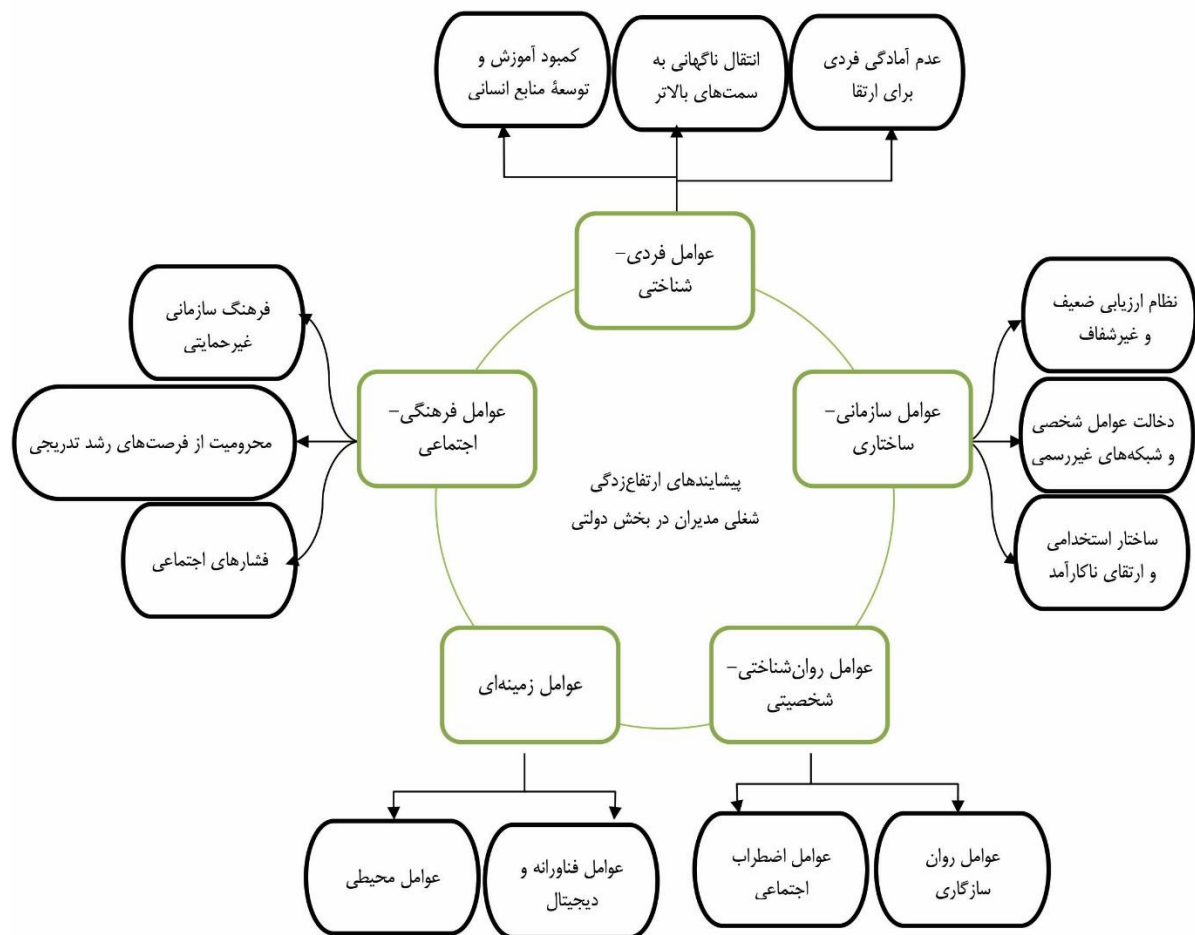 عدم آمادگی فردی
برای ارتقا
انتقال ناگهانی به
سمت‌های بالاتر
کمبود آموزش و
توسعهٔ منابع انسانی
عوامل فردی-
شناختی
نظام ارزیابی ضعیف
و غیرشفاف
دخالت عوامل شخصی
و شبکه‌های غیررسمی
ساختار استخدامی
و ارتقای ناکارآمد
عوامل سازمانی-
ساختاری
پیشایندهای ارتفاع‌زدگی
شغلی مدیران در بخش دولتی
عوامل فرهنگی-
اجتماعی
فرهنگ سازمانی
غیرحمایتی
محرومیت از فرصت‌های رشد تدریجی
فشارهای اجتماعی
عوامل روان‌شناختی-
شخصیتی
عوامل زمینه‌ای
عوامل روان
سازگاری
عوامل اضطراب
اجتماعی
عوامل فناورانه و
دیجیتال
عوامل محیطی